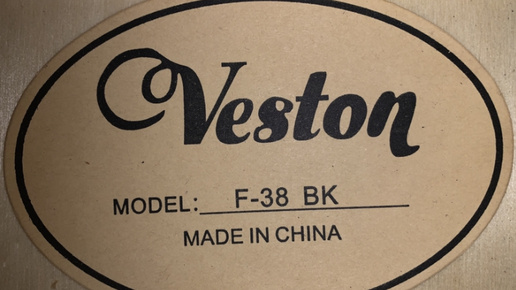 Veston
MODEL: F-38 BK
MADE IN CHINA